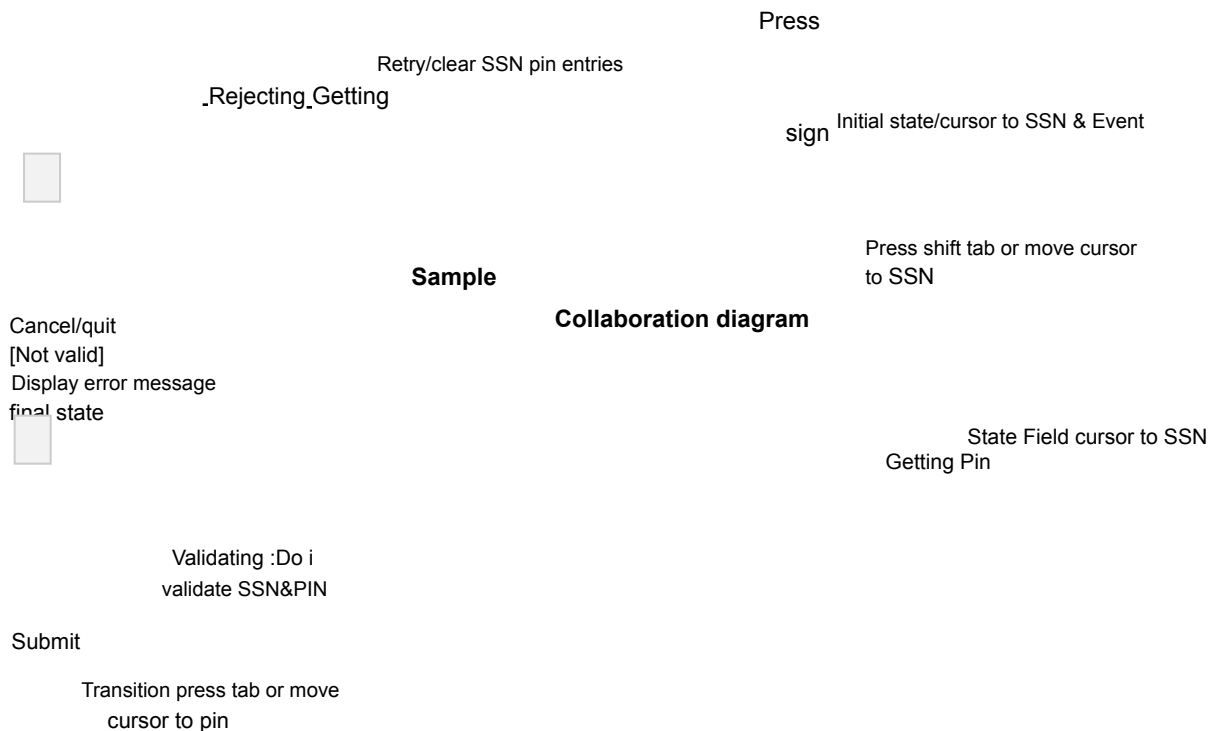 Press
Retry/clear SSN pin entries
-Rejecting Getting
sign Initial state/cursor to SSN & Event
Press shift tab or move cursor
to SSN
Sample
Collaboration diagram
Cancel/quit
[Not valid]
Display error message
final state
State Field cursor to SSN
Getting Pin
Validating :Do i
validate SSN&PIN
Submit
Transition press tab or move
cursor to pin